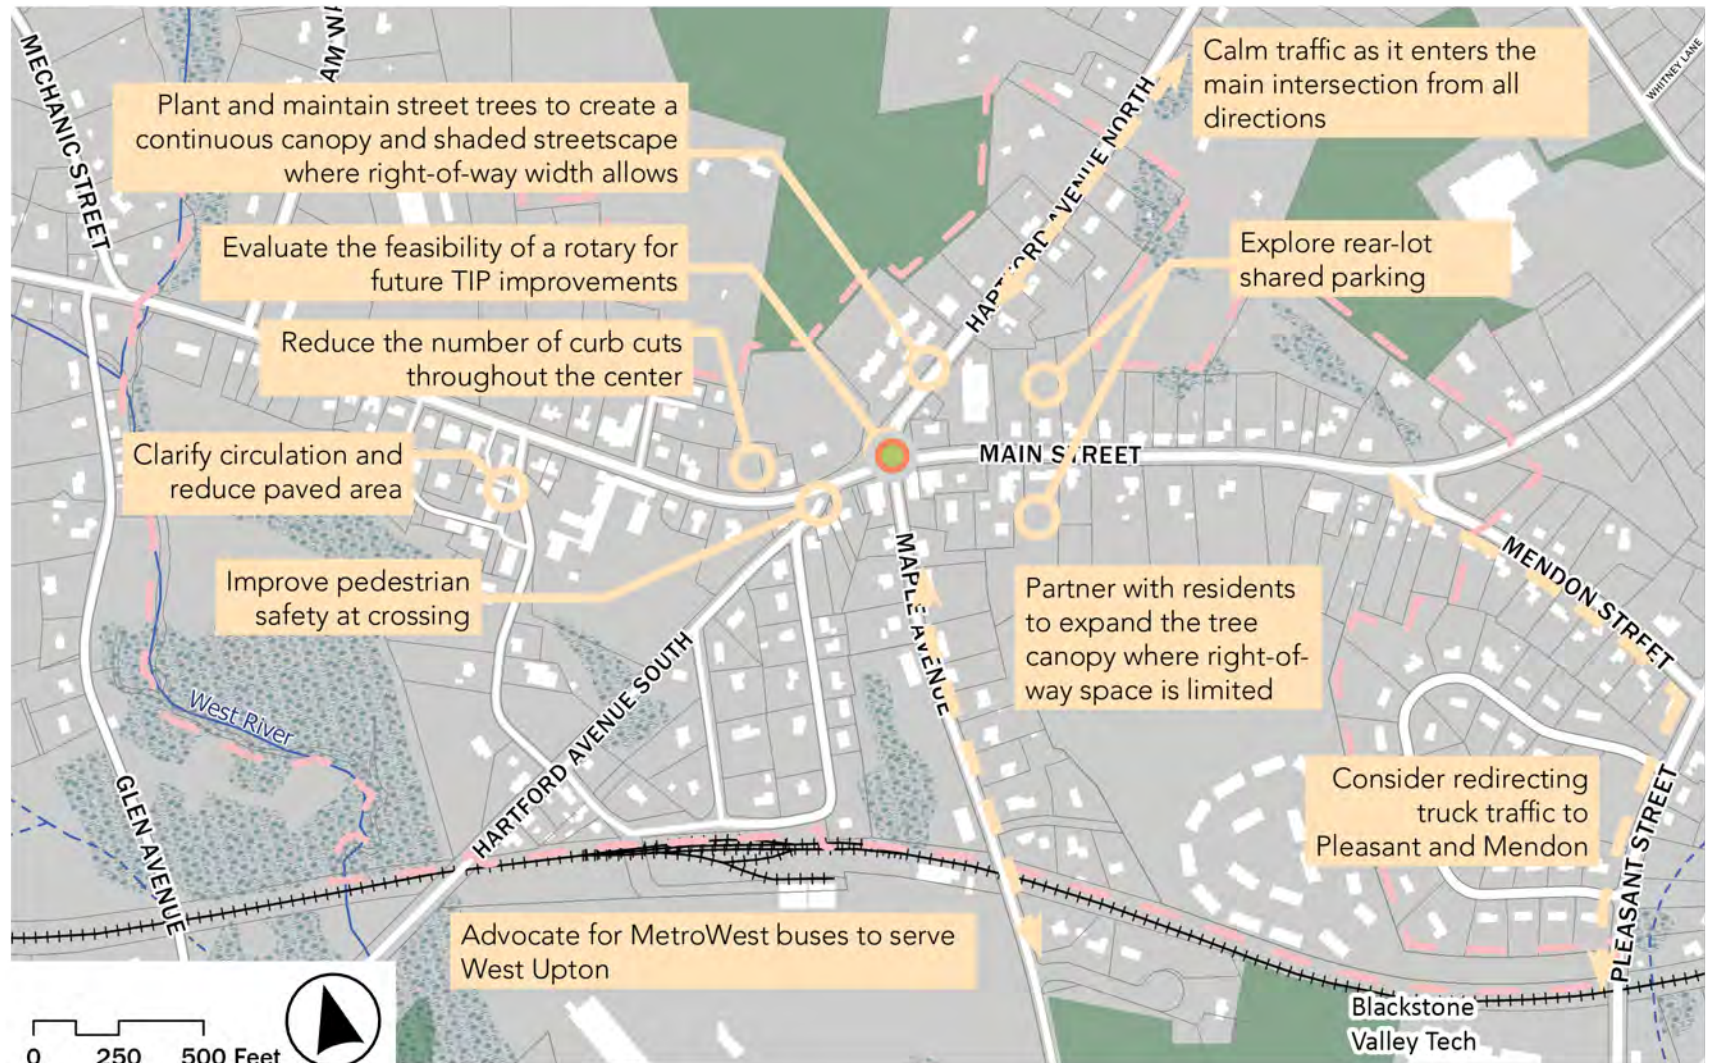 MECHANIC STREET
AM W
WHITNEY LANE
Calm traffic as it enters the
main intersection from all
directions
Plant and maintain street trees to create a
continuous canopy and shaded streetscape
where right-of-way width allows
HARTFORD AVENUE NORTH
Evaluate the feasibility of a rotary for
future TIP improvements
Explore rear-lot
shared parking
Reduce the number of curb cuts
throughout the center
MAIN STREET
Clarify circulation and
reduce paved area
MENDON STREET
MAPLE AVENUE
Improve pedestrian
safety at crossing
Partner with residents
to expand the tree
canopy where right-of-
way space is limited
HARTFORD AVENUE SOUTH
West River
GLEN AVENUE
Consider redirecting
truck traffic to
Pleasant and Mendon
PLEASANT STREET
Advocate for MetroWest buses to serve
West Upton
Blackstone
Valley Tech
0 250 500 Feet